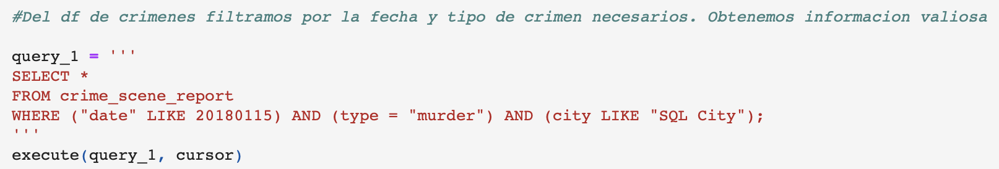 #Del df de crimenes filtramos por la fecha y tipo de crimen necesarios. Obtenemos informacion valiosa
query_1 = '''
SELECT *
FROM crime_scene_report
WHERE ("date" LIKE 20180115) AND (type = "murder") AND (city LIKE "SQL City");
'''
execute(query_1, cursor)